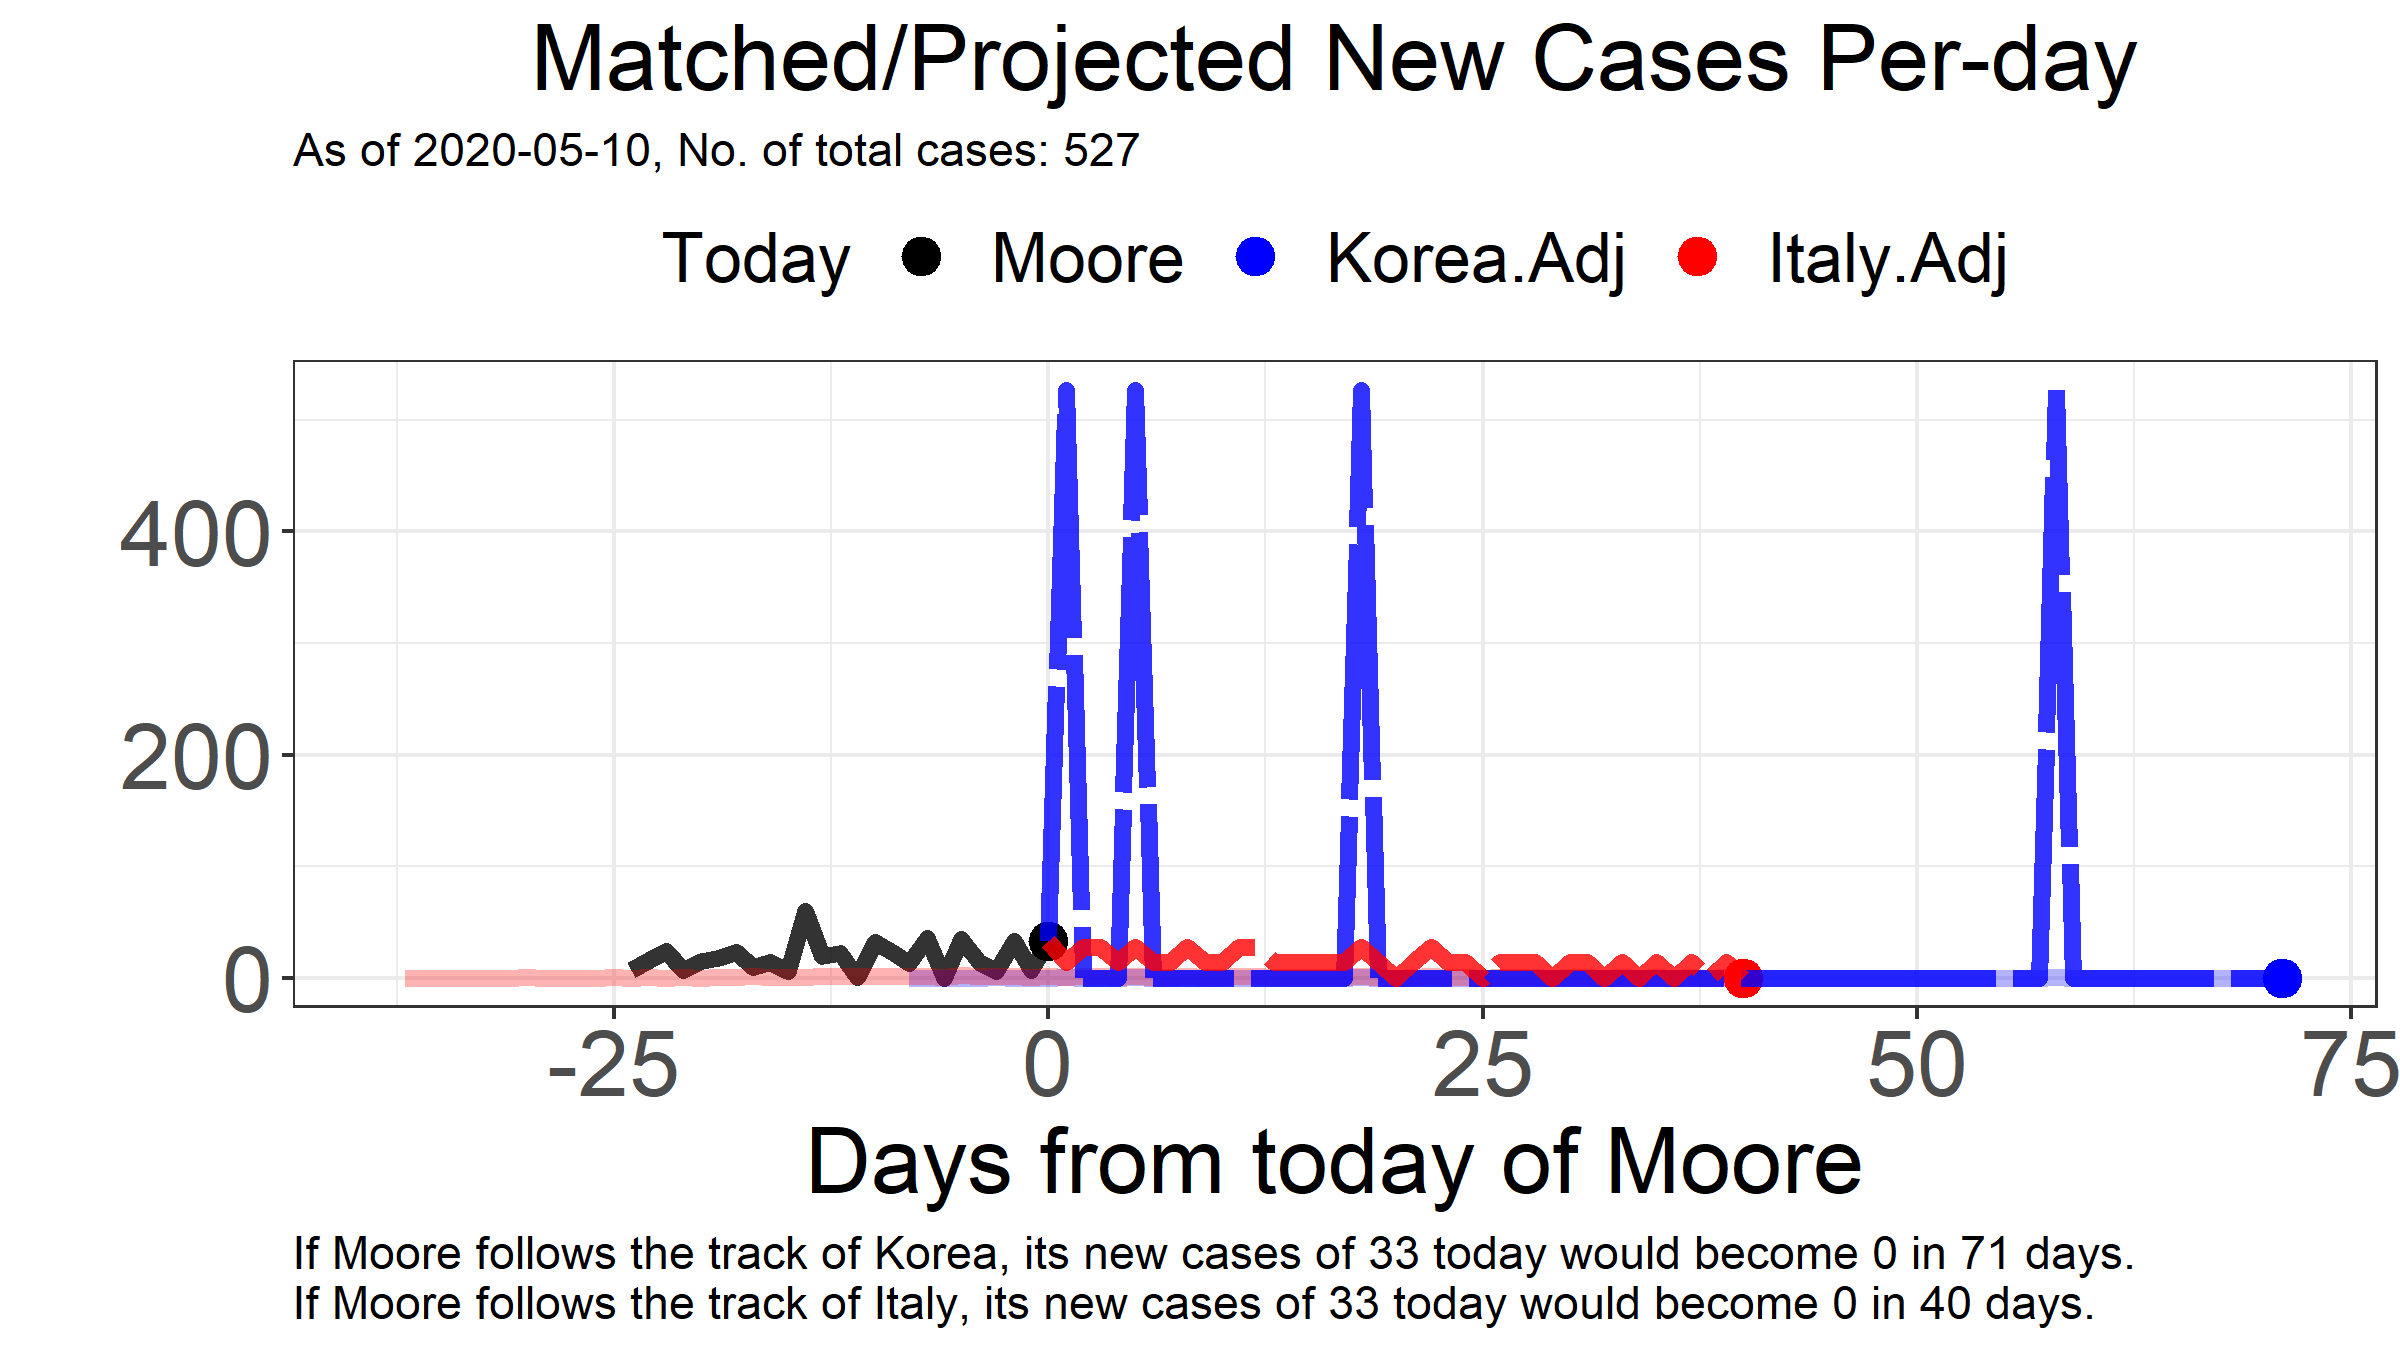 Matched/Projected New Cases Per-day
As of 2020-05-10, No. of total cases: 527
Today Moore Korea.Adj Italy.Adj
400
200
0
-25 0 25 50 75
Days from today of Moore
If Moore follows the track of Korea, its new cases of 33 today would become 0 in 71 days.
If Moore follows the track of Italy, its new cases of 33 today would become 0 in 40 days.